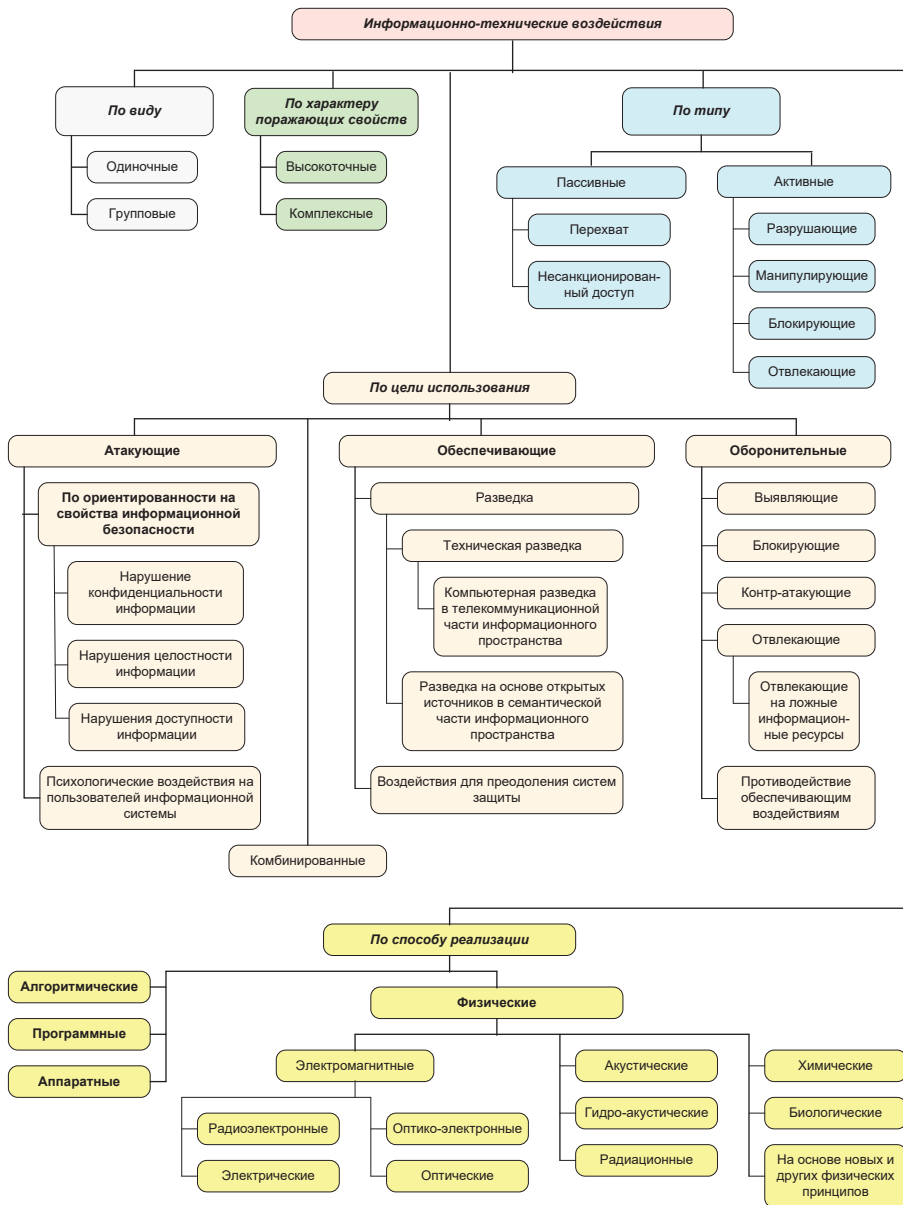 Информационно-технические воздействия
По виду
Одиночные
Групповые
По характеру
поражающих свойств
Высокоточные
Комплексные
По типу
Пассивные
Перехват
Несанкционирован-
ный доступ
Активные
Разрушающие
Манипулирующие
Блокирующие
Отвлекающие
По цели использования
Атакующие
По ориентированности на
свойства информационной
безопасности
Нарушение
конфиденциальности
информации
Нарушения целостности
информации
Нарушения доступности
информации
Психологические воздействия на
пользователей информационной
системы
Комбинированные
Обеспечивающие
Разведка
Техническая разведка
Компьютерная разведка
в телекоммуникационной
части информационного
пространства
Разведка на основе открытых
источников в семантической
части информационного
пространства
Воздействия для преодоления систем
защиты
Оборонительные
Выявляющие
Блокирующие
Контр-атакующие
Отвлекающие
Отвлекающие
на ложные
информацион-
ные ресурсы
Противодействие
обеспечивающим
воздействиям
По способу реализации
Алгоритмические
Программные
Аппаратные
Физические
Электромагнитные
Радиоэлектронные
Электрические
Оптико-электронные
Оптические
Акустические
Гидро-акустические
Радиационные
Химические
Биологические
На основе новых и
других физических
принципов